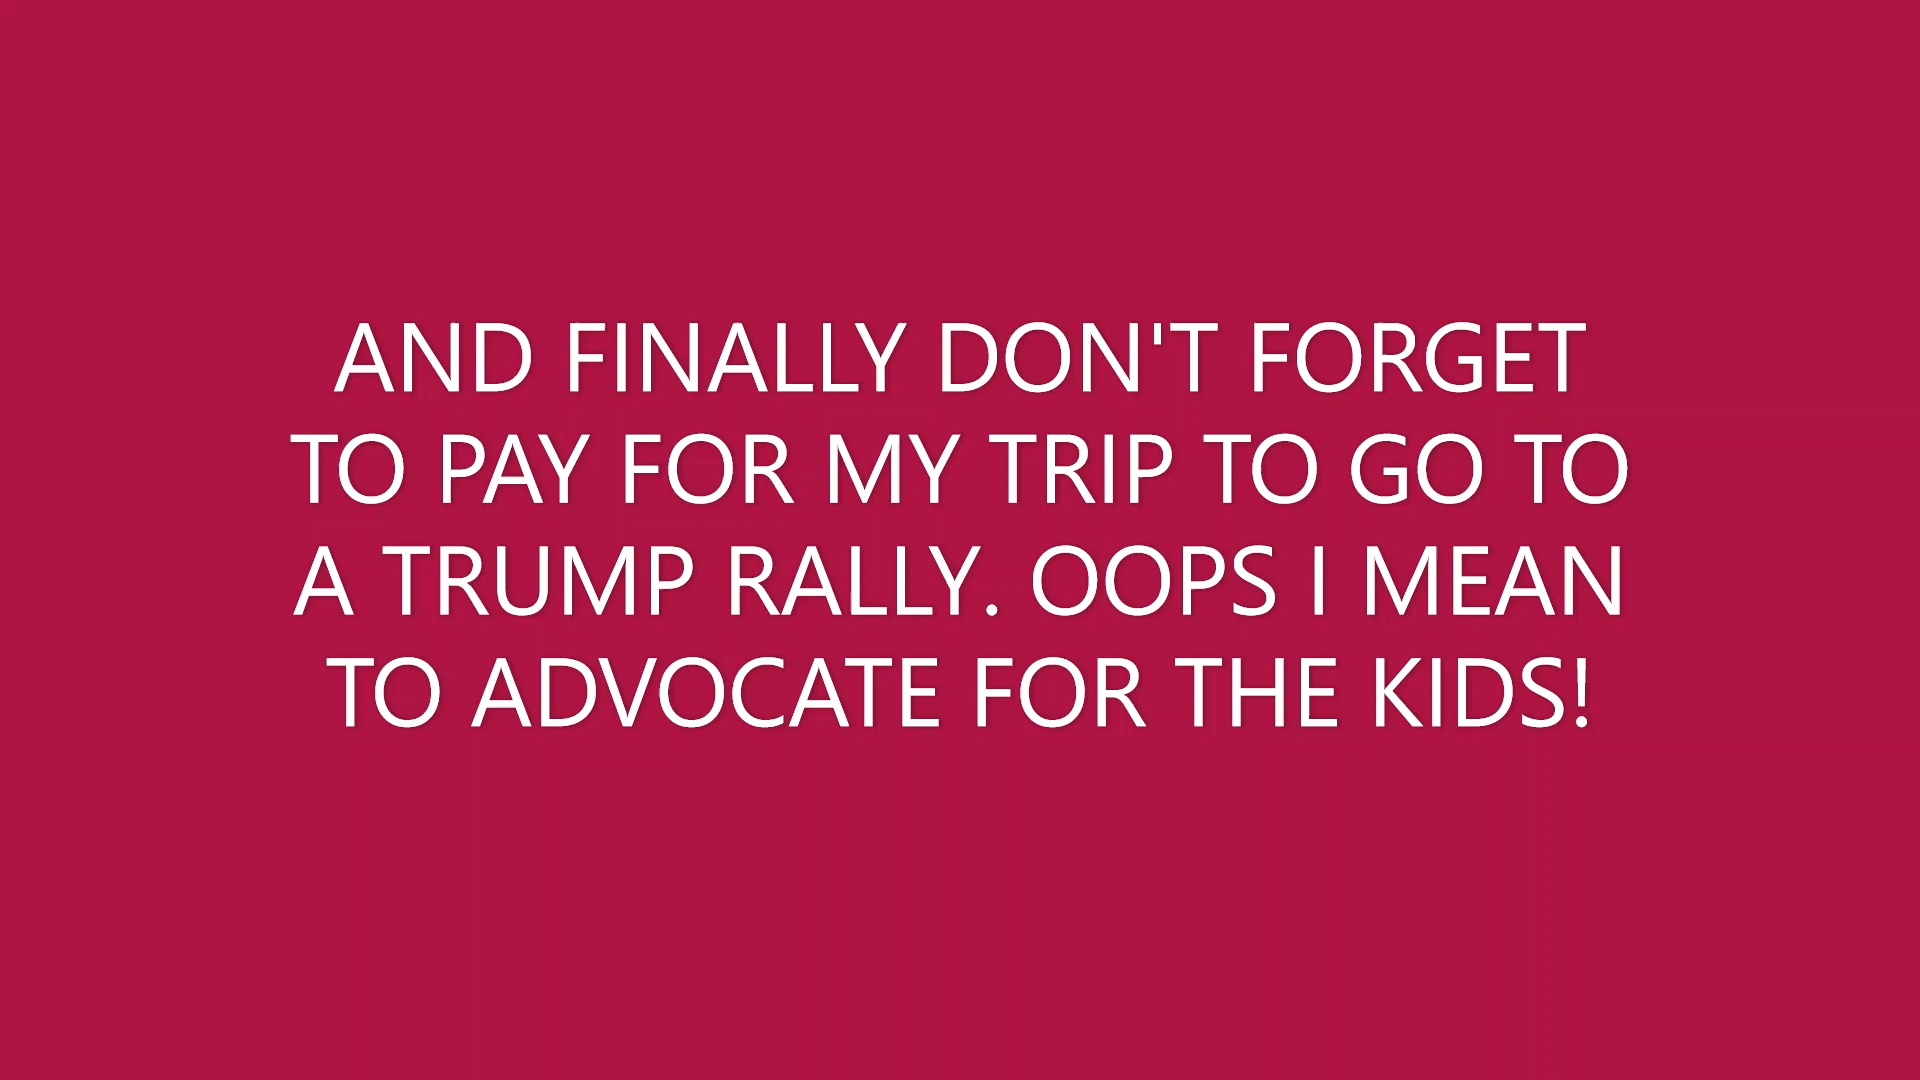 AND FINALLY DON'T FORGET
TO PAY FOR MY TRIP TO GO TO
A TRUMP RALLY. OOPS I MEAN
TO ADVOCATE FOR THE KIDS!